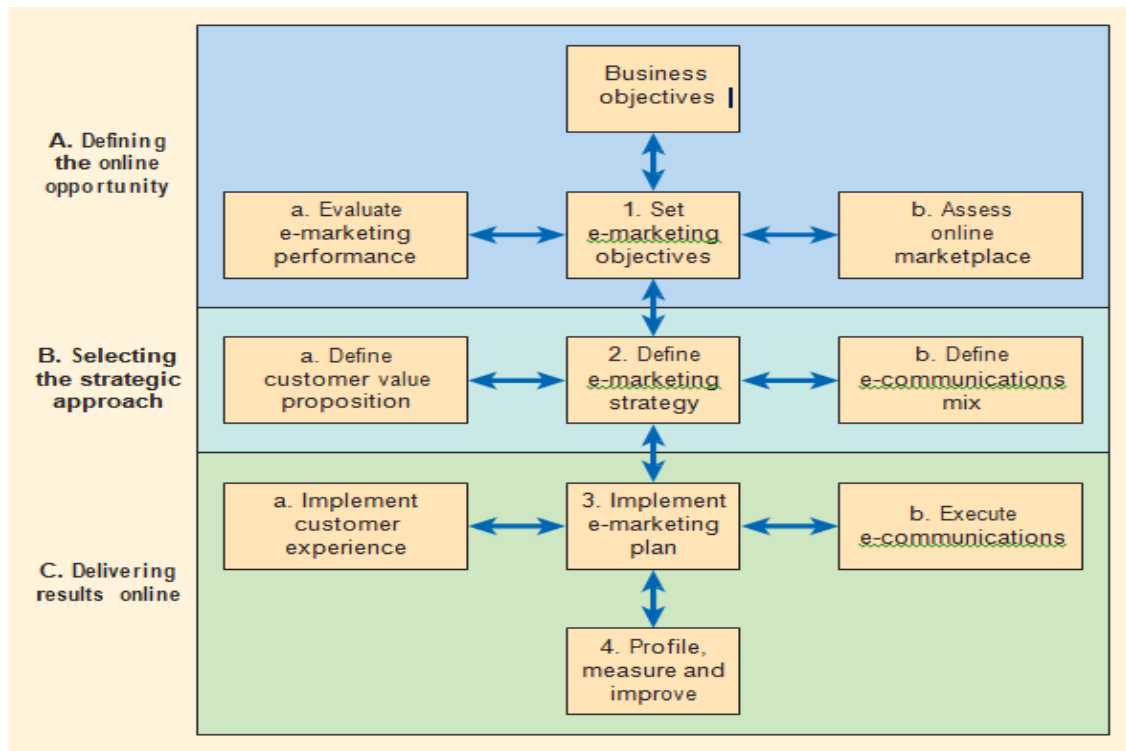 Business
objectives
A. Defining
the online
opportunity
a. Evaluate
e-marketing
performance
1. Set
e-marketing
objectives
b. Assess
online
marketplace
B. Selecting
the strategic
approach
a. Define
customer value
proposition
2. Define
e-marketing
strategy
b. Define
e-communications
mix
C. Delivering
results online
a. Implement
customer
experience
3. Implement
e-marketing
plan
b. Execute
e-communications
4. Profile,
measure and
improve